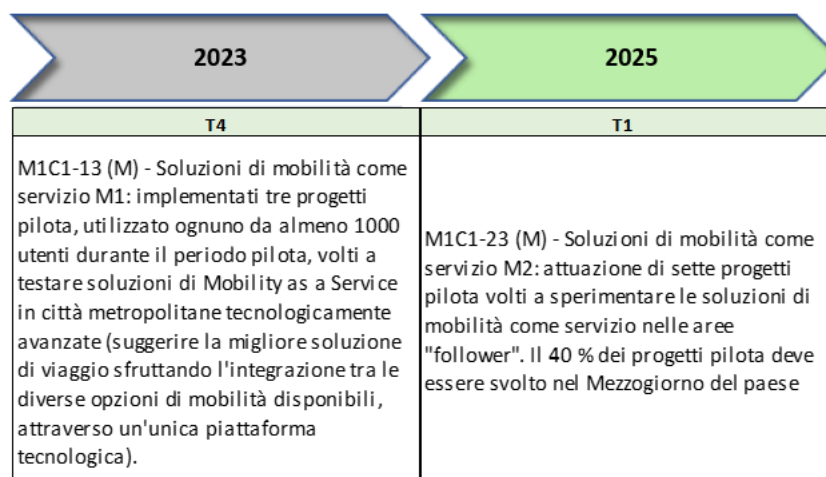 2023
2025
T4
T1
M1C1-13 (M) - Soluzioni di mobilità come
servizio M1: implementati tre progetti
pilota, utilizzato ognuno da almeno 1000
utenti durante il periodo pilota, volti a
testare soluzioni di Mobility as a Service
in città metropolitane tecnologicamente
avanzate (suggerire la migliore soluzione
di viaggio sfruttando l'integrazione tra le
diverse opzioni di mobilità disponibili,
attraverso un'unica piattaforma
tecnologica).
M1C1-23 (M) - Soluzioni di mobilità come
servizio M2: attuazione di sette progetti
pilota volti a sperimentare le soluzioni di
mobilità come servizio nelle aree
"follower". Il 40 % dei progetti pilota deve
essere svolto nel Mezzogiorno del paese